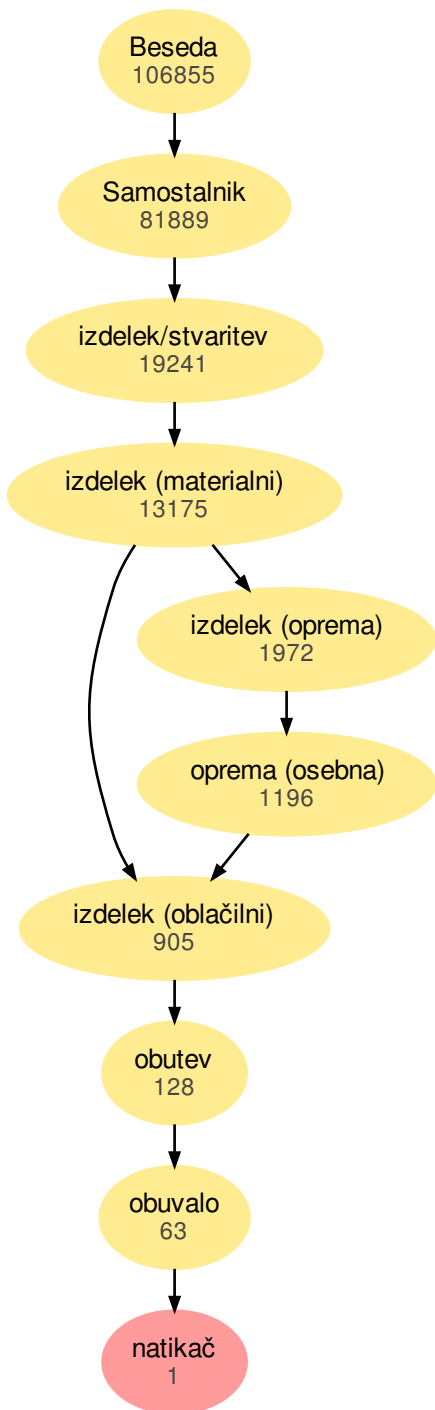 Beseda
106855
Samostalnik
81889
izdelek/stvaritev
19241
izdelek (materialni)
13175
izdelek (oprema)
1972
oprema (osebna)
1196
izdelek (oblačilni)
905
obutev
128
obuvalo
63
natikač
1